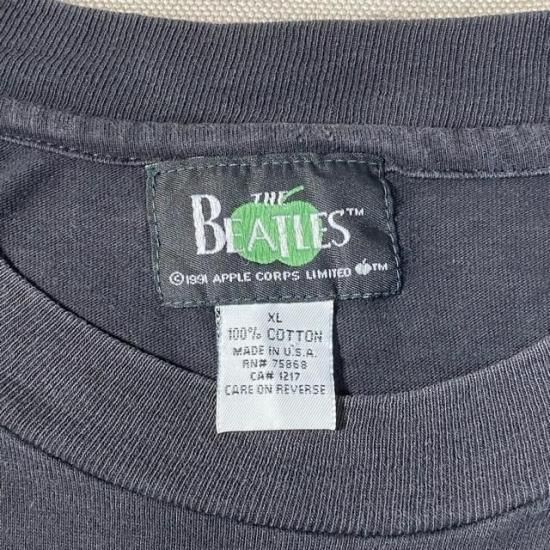 THE
BEATLES™
©1991 APPLE CORPS LIMITED ™
XL
100% COTTON
MADE IN U.S.A.
RN# 75868
CA# 1217
CARE ON REVERSE